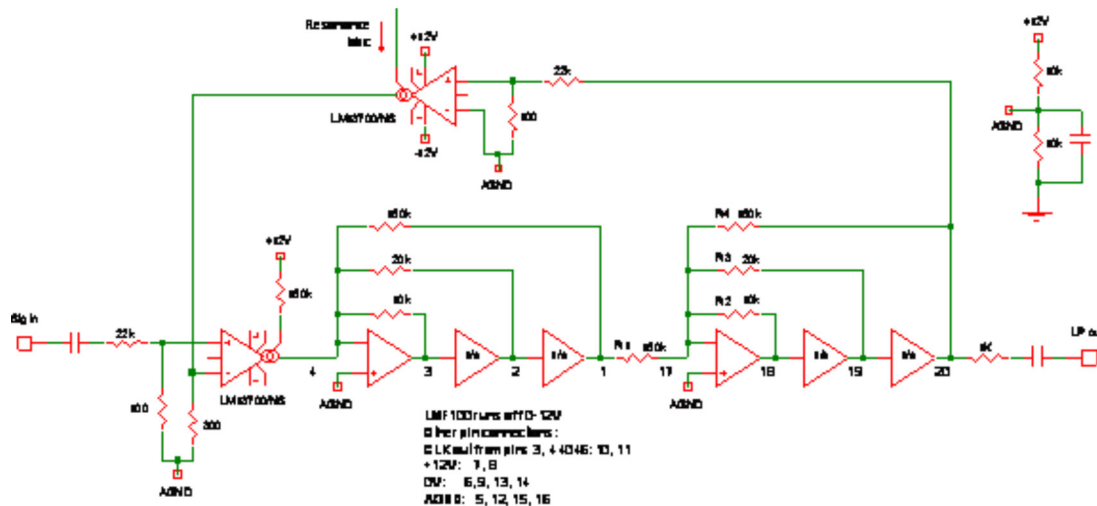 Resonance
+12V
+12V
22k
10k
LM13700/NS
100
AGND
10k
-12V
AGND
150k
R4 150k
+12V
20k
R3 20k
150k
Sig in
10k
R2 10k
22k
LP
R1 150k
1K
4
3
2
1
17
18
19
20
AGND
AGND
LM13700/NS
100
300
AGND
LMF100 runs off 0-12V
Other pin connections:
CLK out from pins 3, 4 4046: 10, 11
+12V: 7, 8
0V: 6, 9, 13, 14
AGND: 5, 12, 15, 16